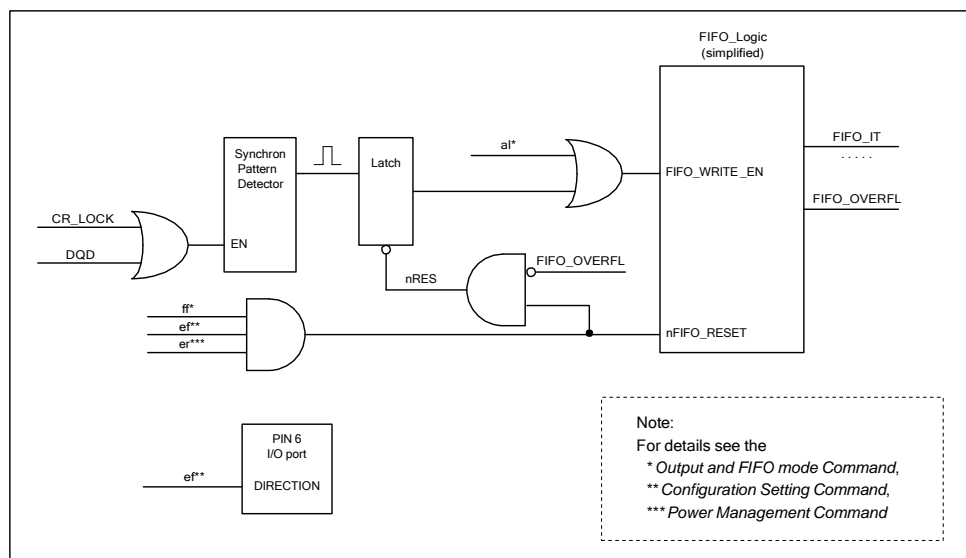 FIFO_Logic
(simplified)
FIFO_IT
. . . . .
al*
Synchron
Pattern
Detector
Latch
FIFO_WRITE_EN
FIFO_OVERFL
CR_LOCK
EN
DQD
FIFO_OVERFL
nRES
ff*
ef**
er***
nFIFO_RESET
PIN 6
I/O port
ef**
DIRECTION
Note:
For details see the
* Output and FIFO mode Command,
** Configuration Setting Command,
*** Power Management Command